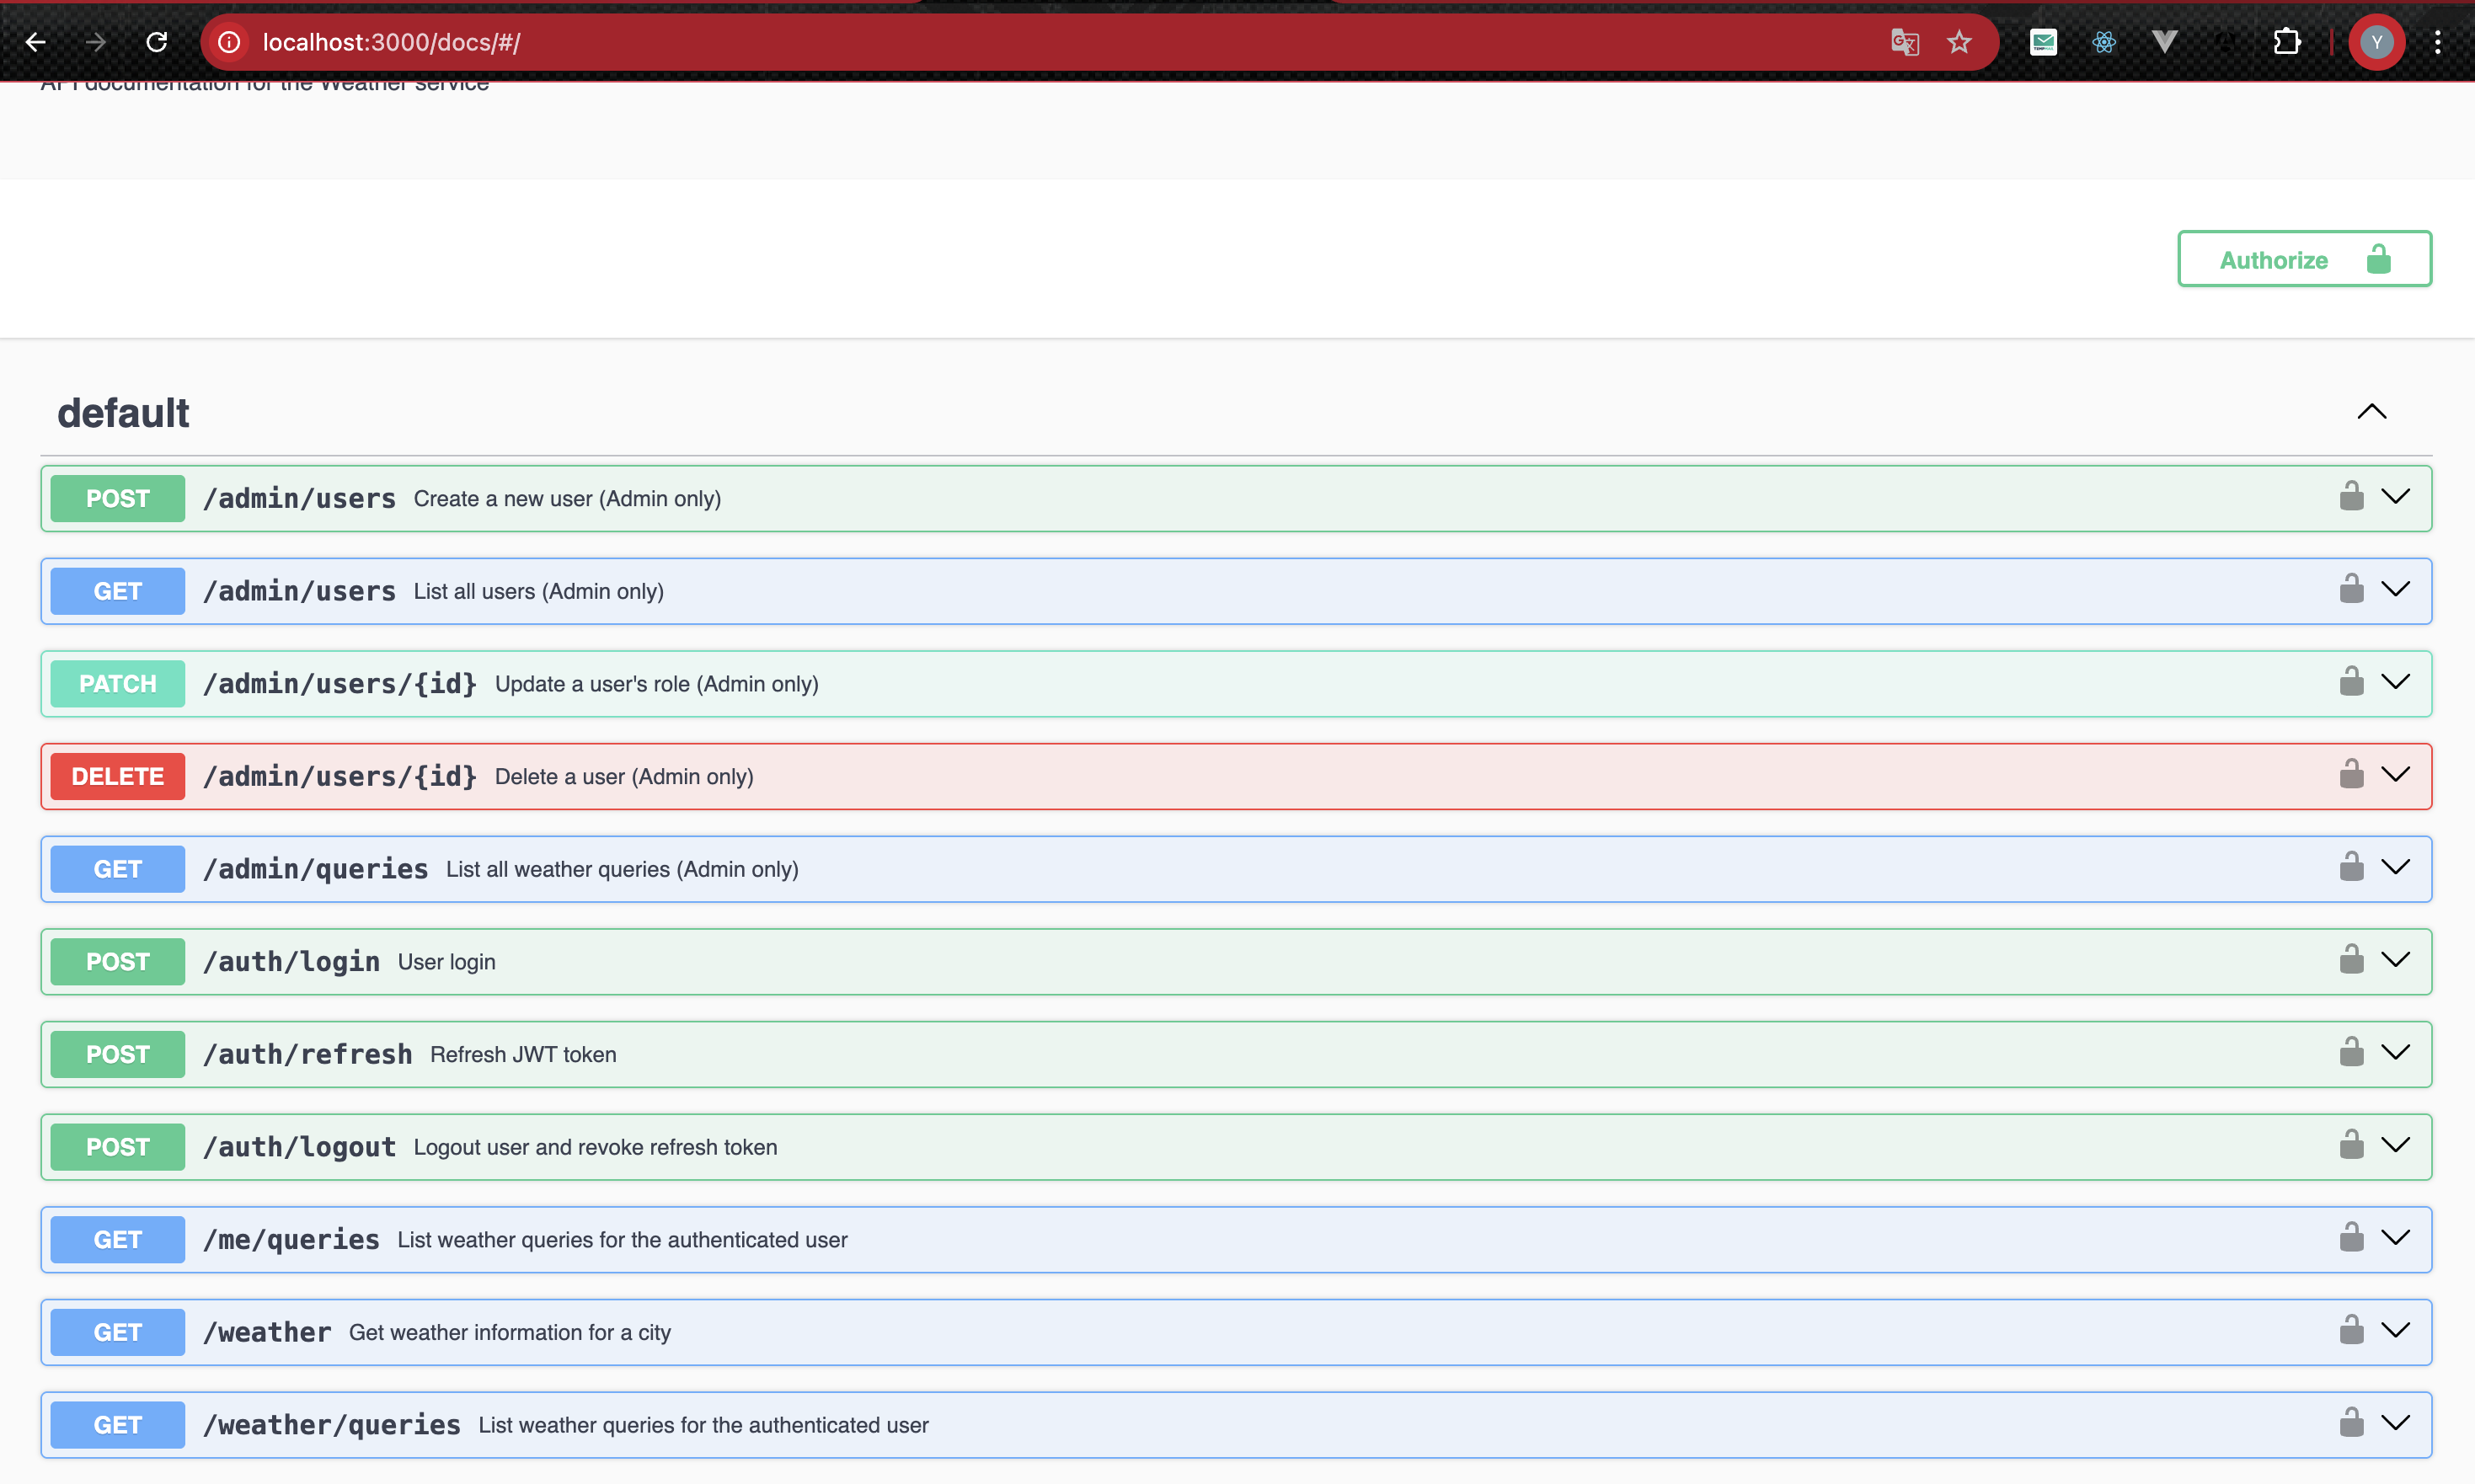 localhost:3000/docs/#/
Y
API documentation for the Weather service
Authorize
default
POST /admin/users Create a new user (Admin only)
GET /admin/users List all users (Admin only)
PATCH /admin/users/{id} Update a user's role (Admin only)
DELETE /admin/users/{id} Delete a user (Admin only)
GET /admin/queries List all weather queries (Admin only)
POST /auth/login User login
POST /auth/refresh Refresh JWT token
POST /auth/logout Logout user and revoke refresh token
GET /me/queries List weather queries for the authenticated user
GET /weather Get weather information for a city
GET /weather/queries List weather queries for the authenticated user